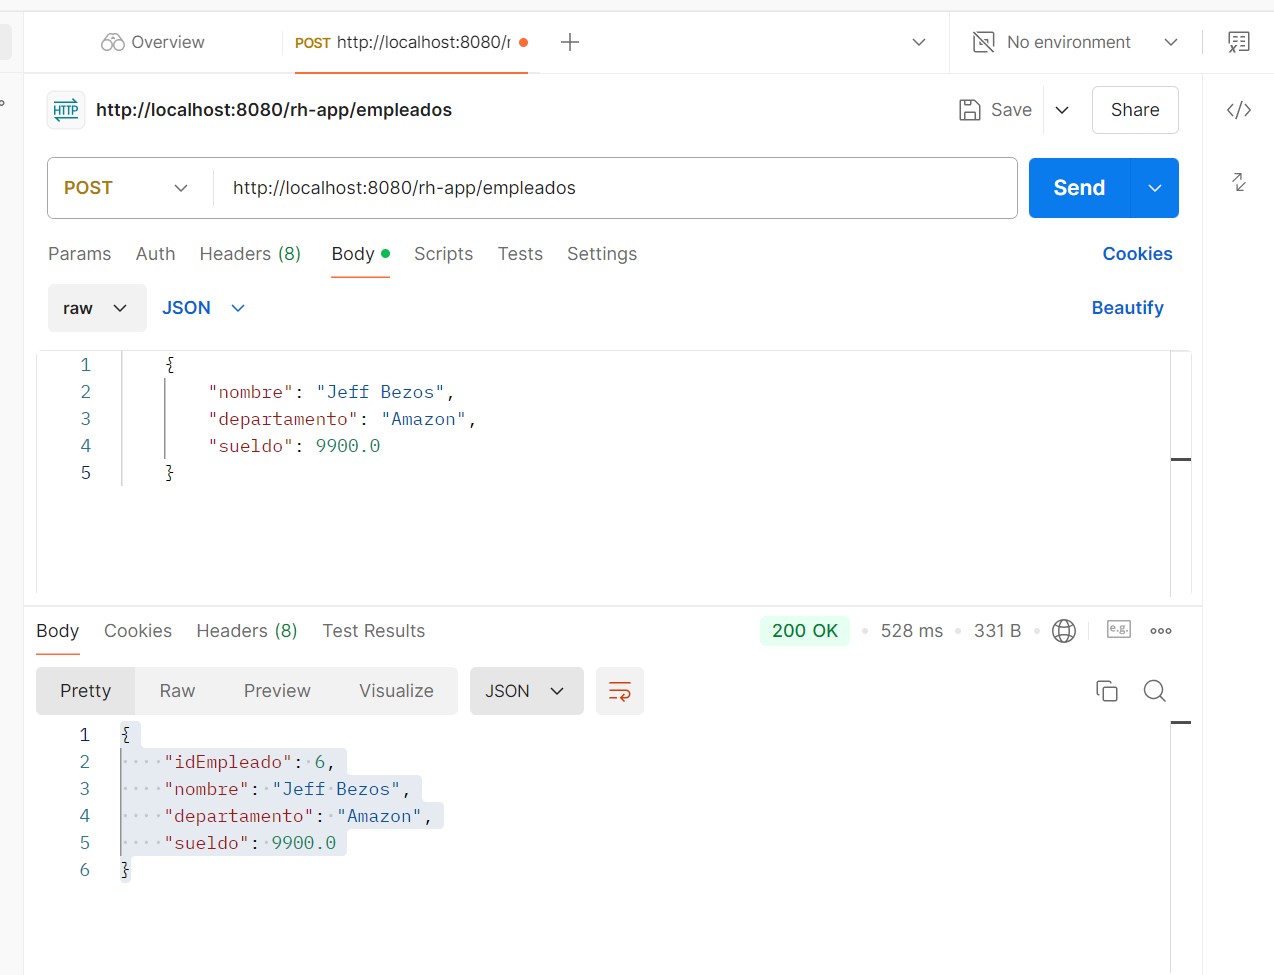 Overview
POST http://localhost:8080/r
No environment
HTTP http://localhost:8080/rh-app/empleados
Save
Share
POST http://localhost:8080/rh-app/empleados
Send
Params Auth Headers (8) Body Scripts Tests Settings Cookies
raw JSON Beautify
1 {
2 "nombre": "Jeff Bezos",
3 "departamento": "Amazon",
4 "sueldo": 9900.0
5 }
Body Cookies Headers (8) Test Results 200 OK 528 ms 331 B e.g.
Pretty Raw Preview Visualize JSON
1 {
2 "idEmpleado": 6,
3 "nombre": "Jeff Bezos",
4 "departamento": "Amazon",
5 "sueldo": 9900.0
6 }